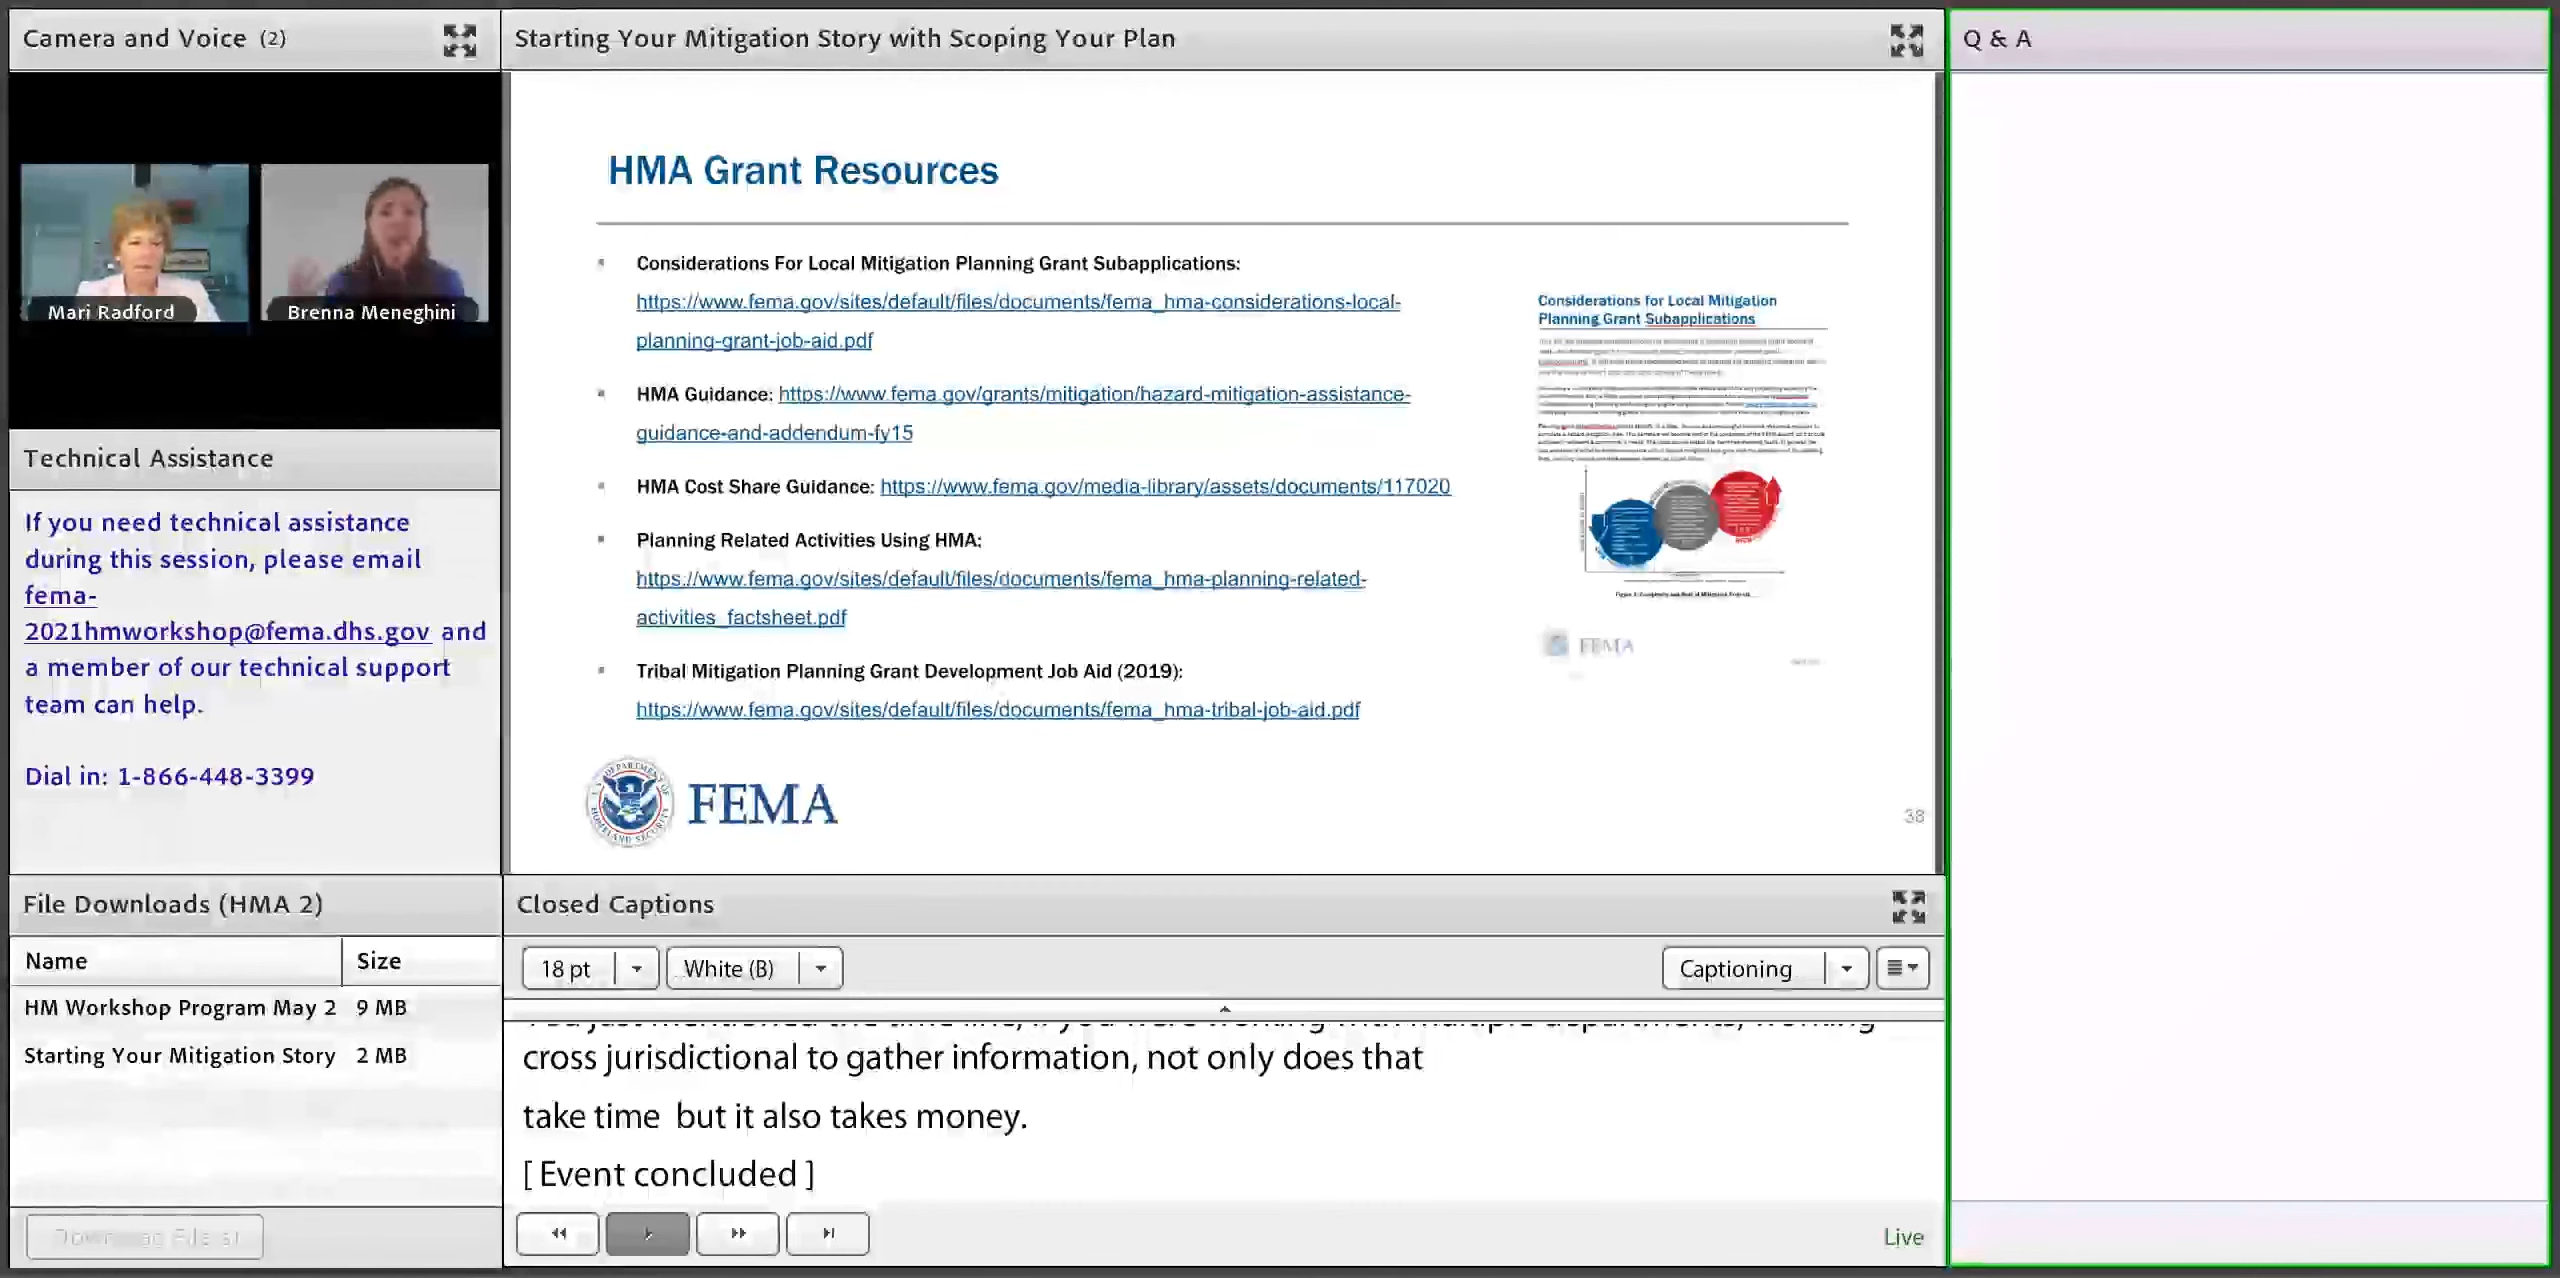 Camera and Voice (2)
Mari Radford
Brenna Meneghini
Technical Assistance
If you need technical assistance
during this session, please email
fema-
2021hmworkshop@fema.dhs.gov and
a member of our technical support
team can help.
Dial in: 1-866-448-3399
File Downloads (HMA 2)
Name Size
HM Workshop Program May 2 9 MB
Starting Your Mitigation Story 2 MB
Starting Your Mitigation Story with Scoping Your Plan
HMA Grant Resources
Considerations For Local Mitigation Planning Grant Subapplications:
https://www.fema.gov/sites/default/files/documents/fema_hma-considerations-local-
planning-grant-job-aid.pdf
HMA Guidance: https://www.fema.gov/grants/mitigation/hazard-mitigation-assistance-
guidance-and-addendum-fy15
HMA Cost Share Guidance: https://www.fema.gov/media-library/assets/documents/117020
Planning Related Activities Using HMA:
https://www.fema.gov/sites/default/files/documents/fema_hma-planning-related-
activities_factsheet.pdf
Tribal Mitigation Planning Grant Development Job Aid (2019):
https://www.fema.gov/sites/default/files/documents/fema_hma-tribal-job-aid.pdf
Considerations for Local Mitigation
Planning Grant Subapplications
FEMA
FEMA
38
Closed Captions
18 pt White (B) Captioning
cross jurisdictional to gather information, not only does that
take time but it also takes money.
[ Event concluded ]
Live
Q & A